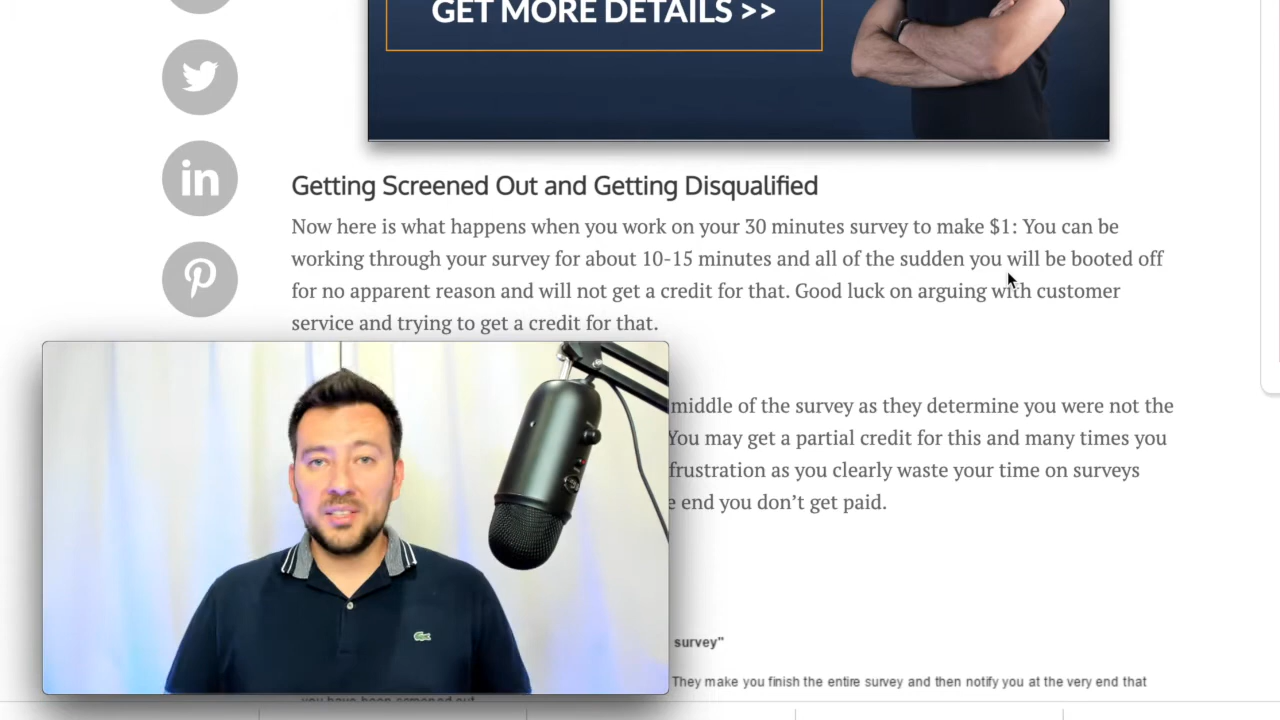 GET MORE DETAILS >>
in
Getting Screened Out and Getting Disqualified
Now here is what happens when you work on your 30 minutes survey to make $1: You can be
working through your survey for about 10-15 minutes and all of the sudden you will be booted off
for no apparent reason and will not get a credit for that. Good luck on arguing with customer
service and trying to get a credit for that.
middle of the survey as they determine you were not the
You may get a partial credit for this and many times you
frustration as you clearly waste your time on surveys
end you don't get paid.
survey"
They make you finish the entire survey and then notify you at the very end that
you have been screened out